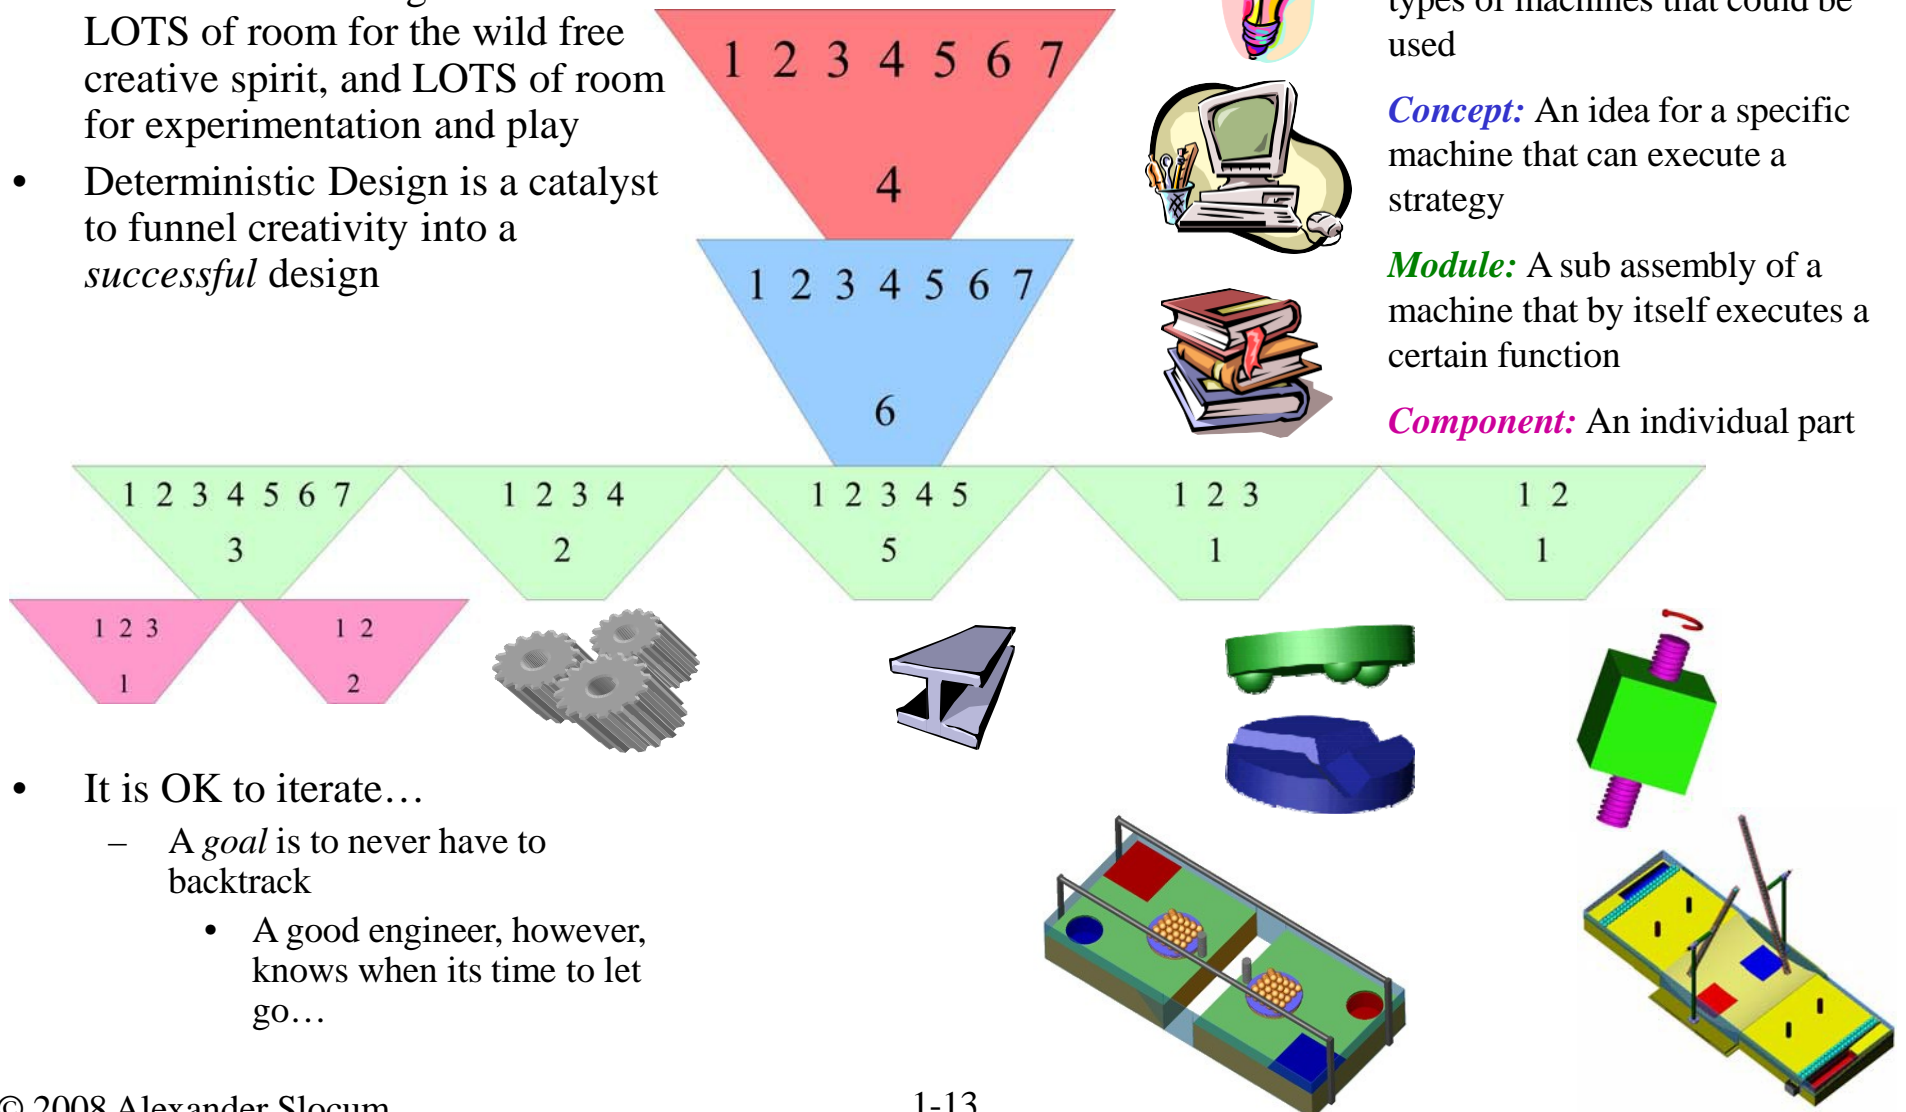 LOTS of room for the wild free
creative spirit, and LOTS of room
for experimentation and play
• Deterministic Design is a catalyst
to funnel creativity into a
successful design
1 2 3 4 5 6 7
4
1 2 3 4 5 6 7
6
types of machines that could be
used
Concept: An idea for a specific
machine that can execute a
strategy
Module: A sub assembly of a
machine that by itself executes a
certain function
Component: An individual part
1 2 3 4 5 6 7
3
1 2 3 4
2
1 2 3 4 5
5
1 2 3
1
1 2
1
1 2 3
1
1 2
2
• It is OK to iterate…
– A goal is to never have to
backtrack
• A good engineer, however,
knows when its time to let
go…
© 2008 Alexander Slocum
1-13